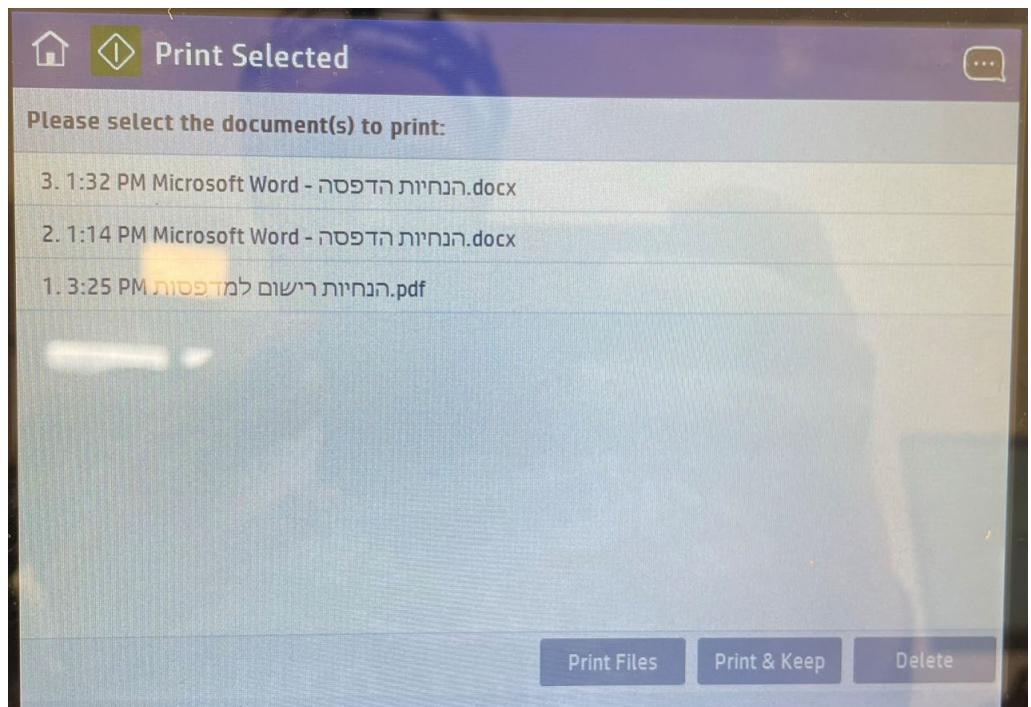 Print Selected
Please select the document(s) to print:
3. 1:32 PM Microsoft Word - הנחיות הדפסה.docx
2. 1:14 PM Microsoft Word - הנחיות הדפסה.docx
1. 3:25 PM הנחיות רישום למדפסות.pdf
Print Files Print & Keep Delete